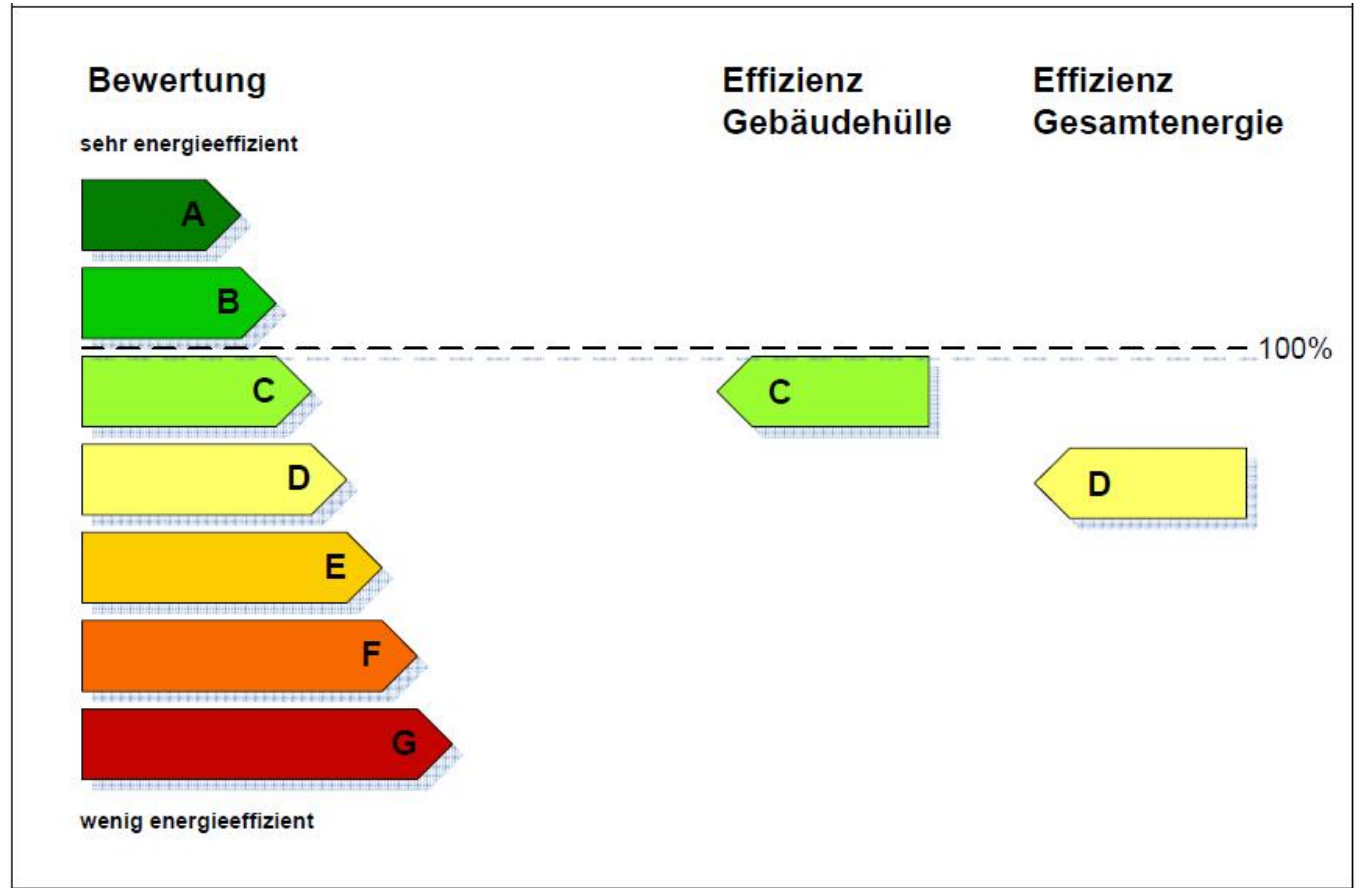 Bewertung
Effizienz
Gebäudehülle
Effizienz
Gesamtenergie
sehr energieeffizient
A
B
100%
C
C
D
D
E
F
G
wenig energieeffizient